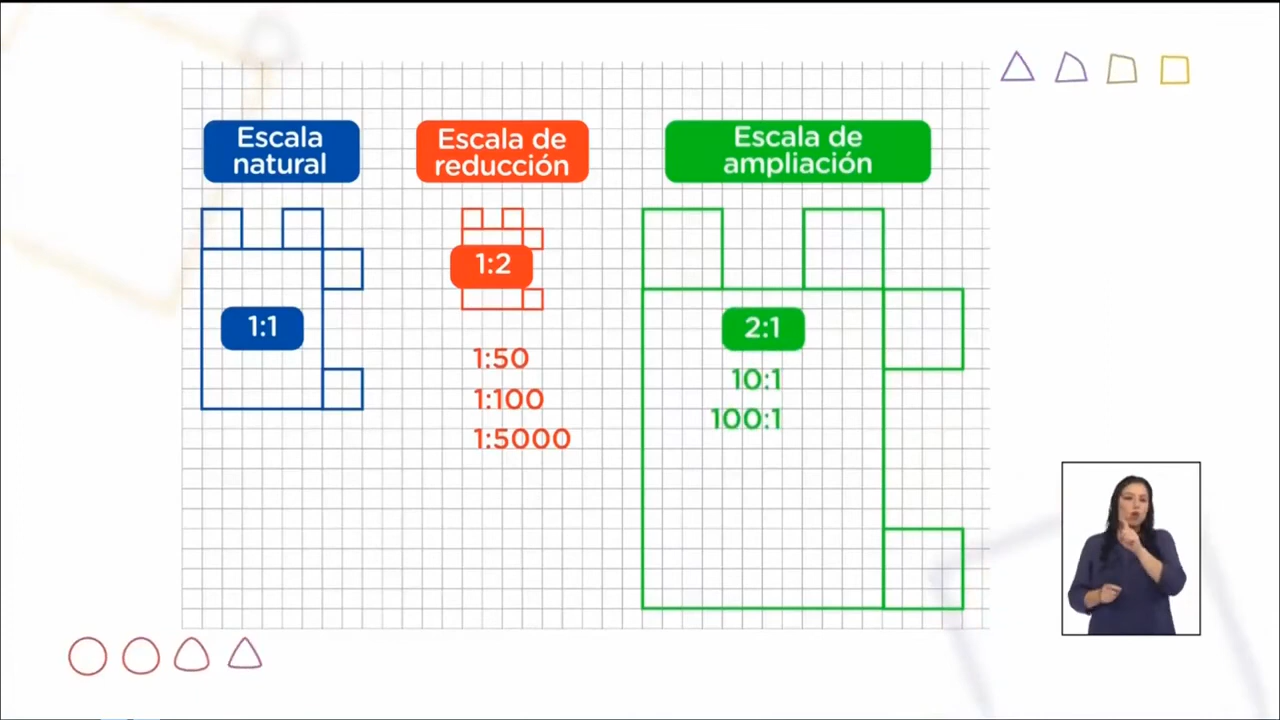 Escala
natural
Escala de
reducción
Escala de
ampliación
1:1
1:2
1:50
1:100
1:5000
2:1
10:1
100:1